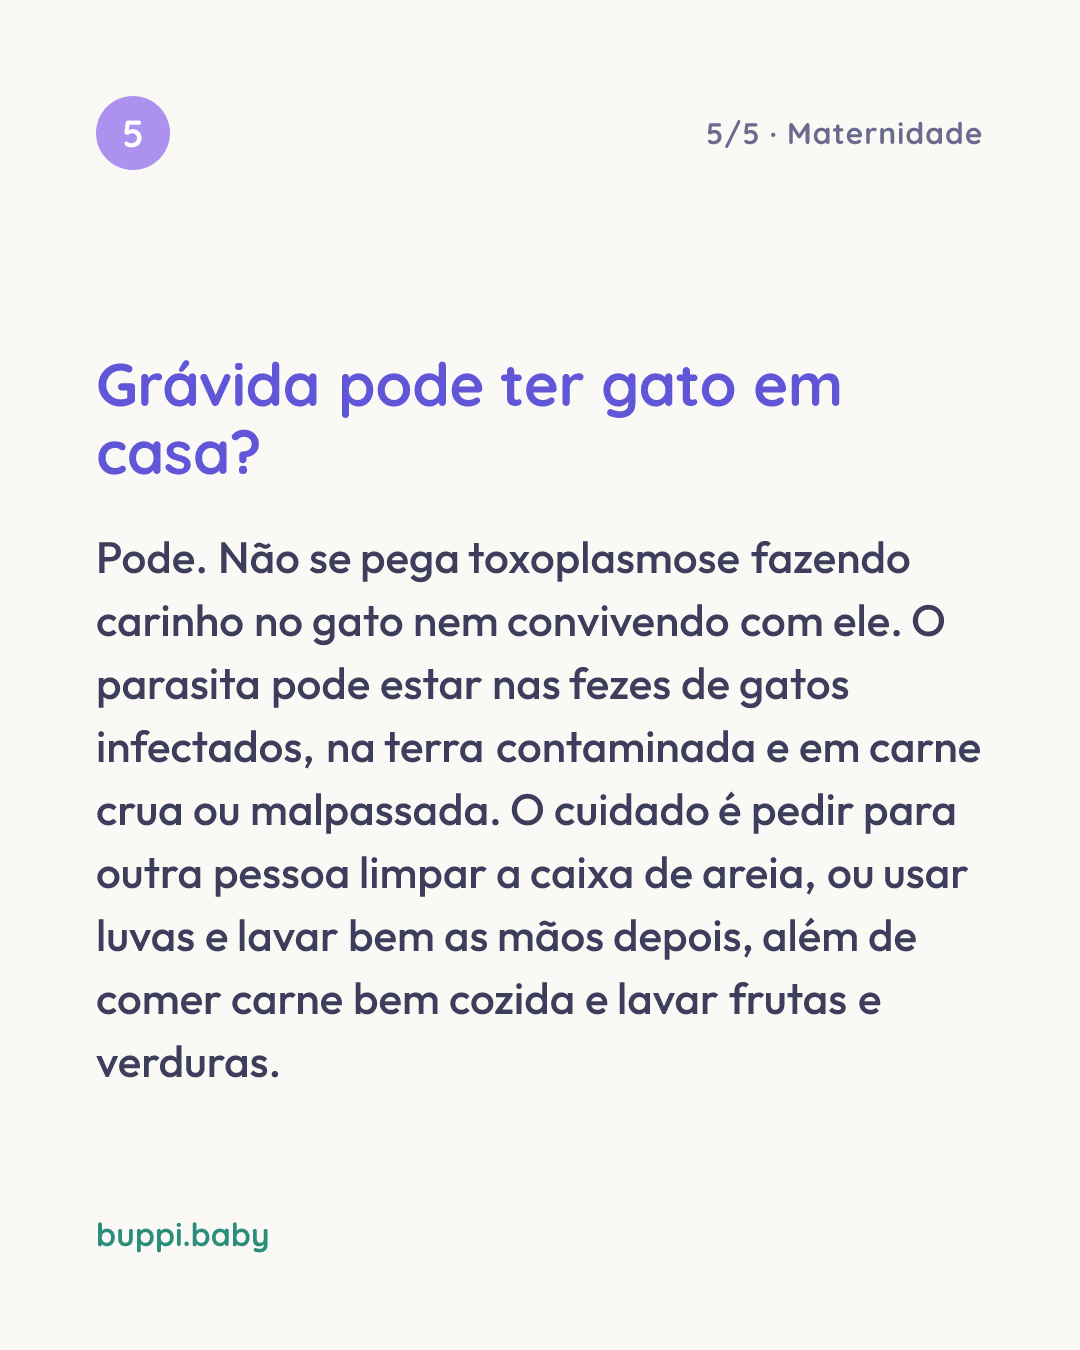 5
5/5 · Maternidade
Grávida pode ter gato em
casa?
Pode. Não se pega toxoplasmose fazendo
carinho no gato nem convivendo com ele. O
parasita pode estar nas fezes de gatos
infectados, na terra contaminada e em carne
crua ou malpassada. O cuidado é pedir para
outra pessoa limpar a caixa de areia, ou usar
luvas e lavar bem as mãos depois, além de
comer carne bem cozida e lavar frutas e
verduras.
buppi.baby